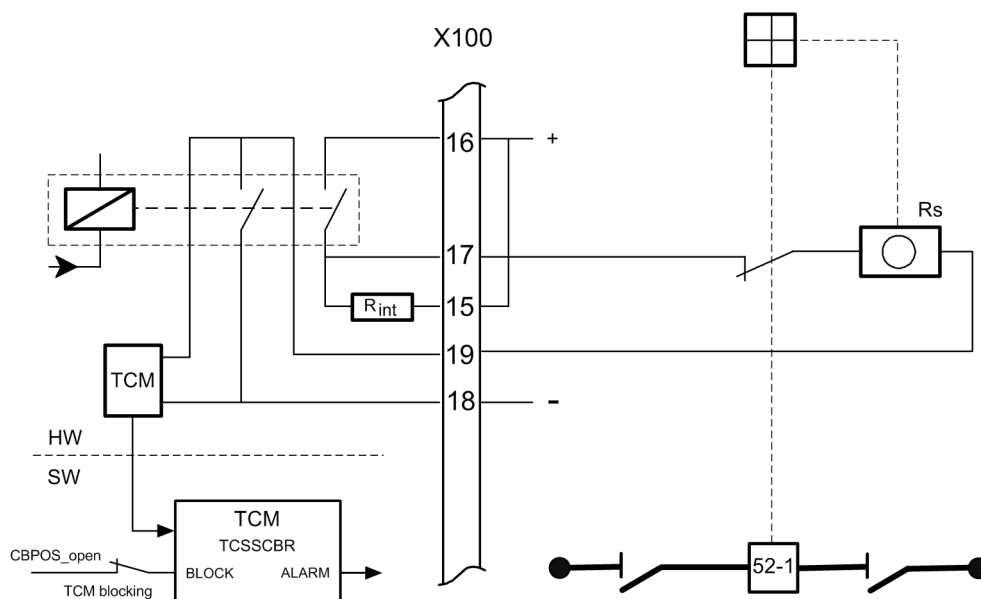 X100
16
+
Rs
17
Rint
15
19
TCM
18
-
HW
SW
TCM
TCSSCBR
CBPOS_open
BLOCK
ALARM
TCM blocking
52-1